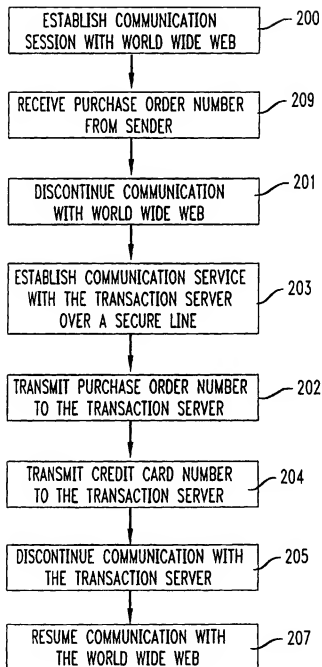 ESTABLISH COMMUNICATION
SESSION WITH WORLD WIDE WEB
200
RECEIVE PURCHASE ORDER NUMBER
FROM SENDER
209
DISCONTINUE COMMUNICATION
WITH WORLD WIDE WEB
201
ESTABLISH COMMUNICATION SERVICE
WITH THE TRANSACTION SERVER
OVER A SECURE LINE
203
TRANSMIT PURCHASE ORDER NUMBER
TO THE TRANSACTION SERVER
202
TRANSMIT CREDIT CARD NUMBER
TO THE TRANSACTION SERVER
204
DISCONTINUE COMMUNICATION WITH
THE TRANSACTION SERVER
205
RESUME COMMUNICATION WITH
THE WORLD WIDE WEB
207